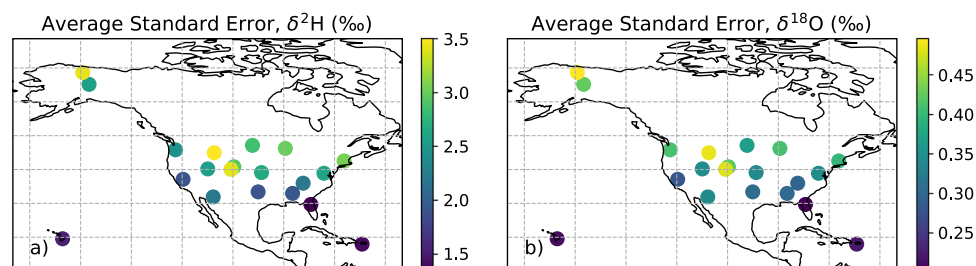 Average Standard Error, δ²H (‰)
a)
3.5
3.0
2.5
2.0
1.5
Average Standard Error, δ¹⁸O (‰)
b)
0.45
0.40
0.35
0.30
0.25